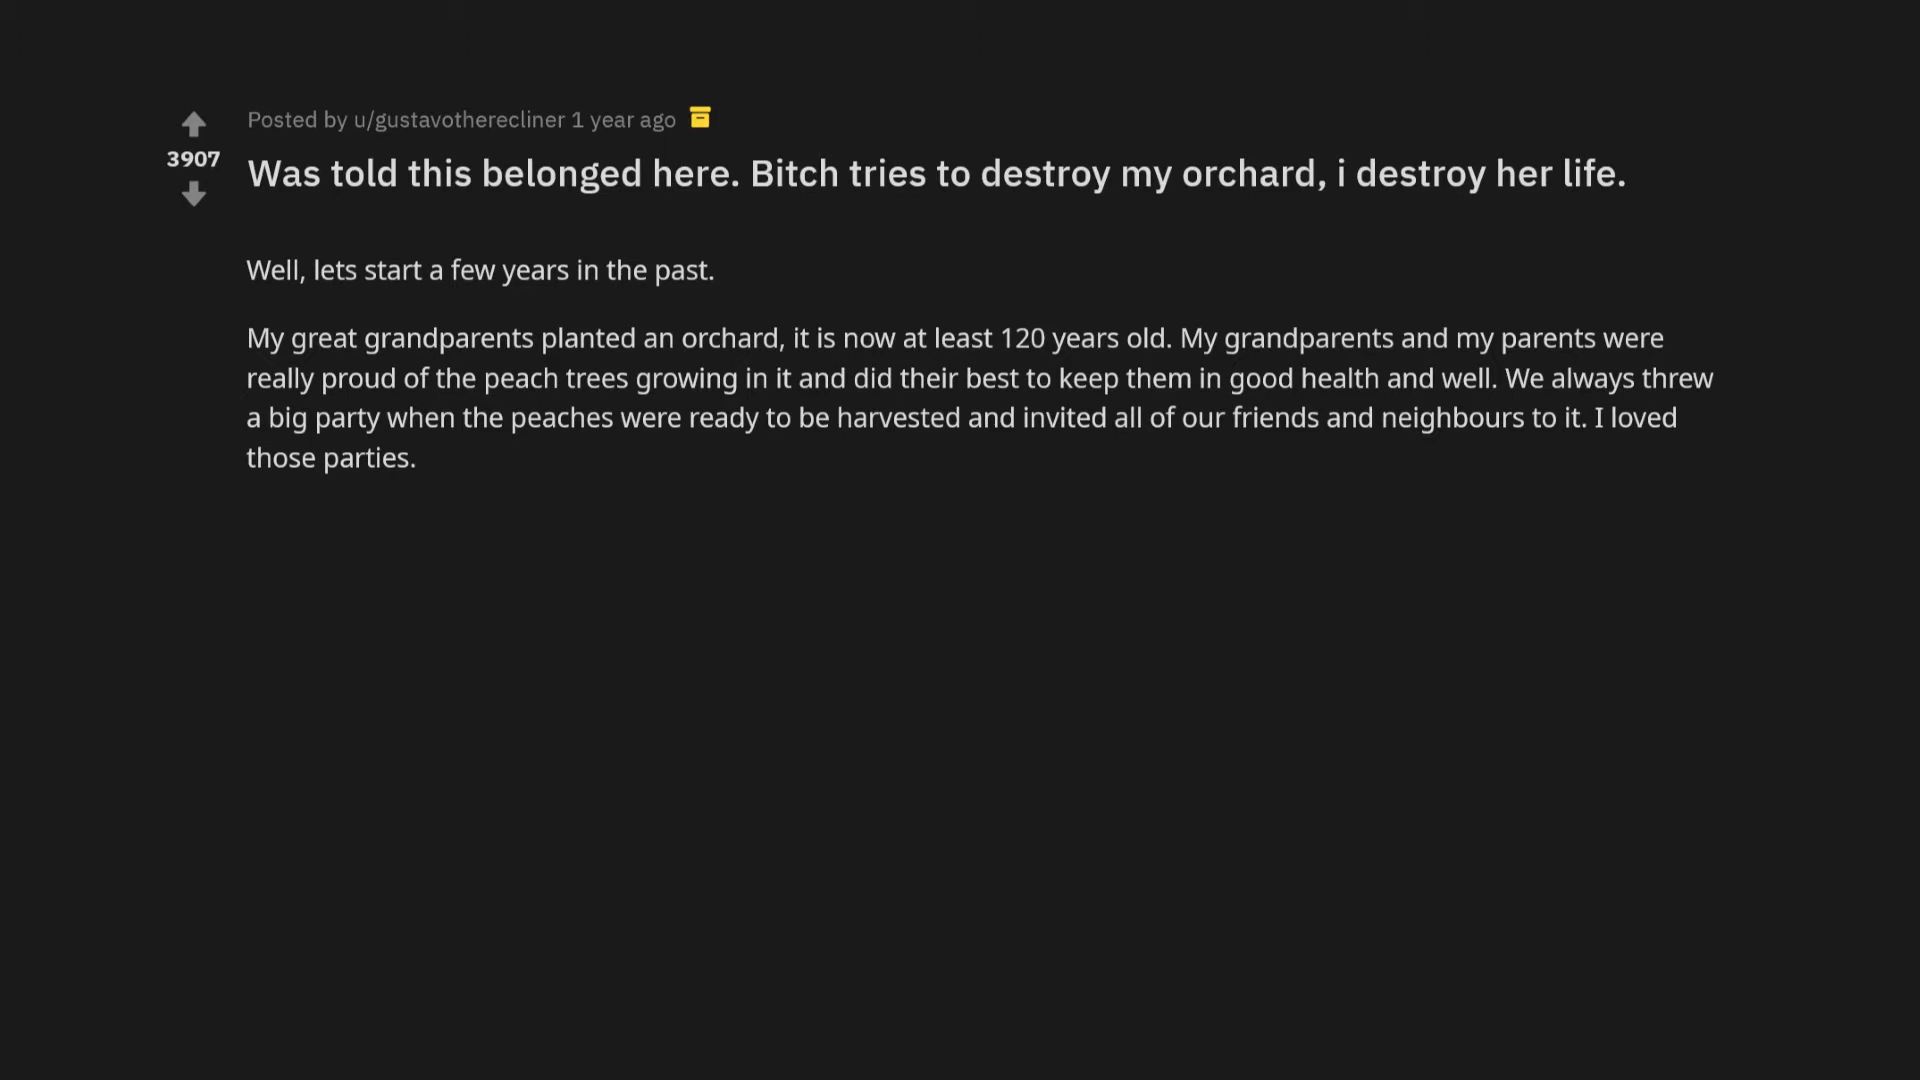 Posted by u/gustavotherecliner 1 year ago
3907
Was told this belonged here. Bitch tries to destroy my orchard, i destroy her life.
Well, lets start a few years in the past.
My great grandparents planted an orchard, it is now at least 120 years old. My grandparents and my parents were
really proud of the peach trees growing in it and did their best to keep them in good health and well. We always threw
a big party when the peaches were ready to be harvested and invited all of our friends and neighbours to it. I loved
those parties.